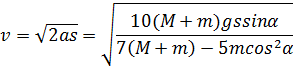 v = √2as = √(10(M + m)gssinα / 7(M + m) − 5mcos²α)